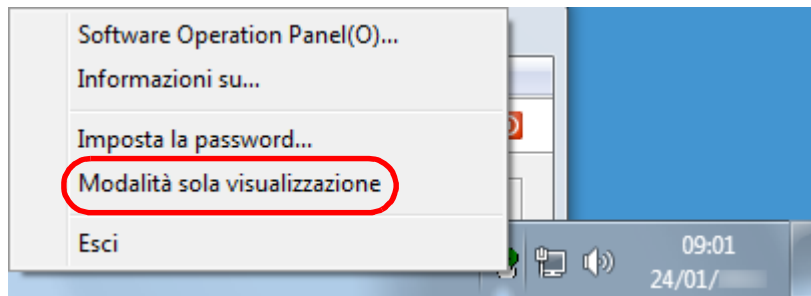 Software Operation Panel(O)...
Informazioni su...
Imposta la password...
Modalità sola visualizzazione
Esci
09:01
24/01/